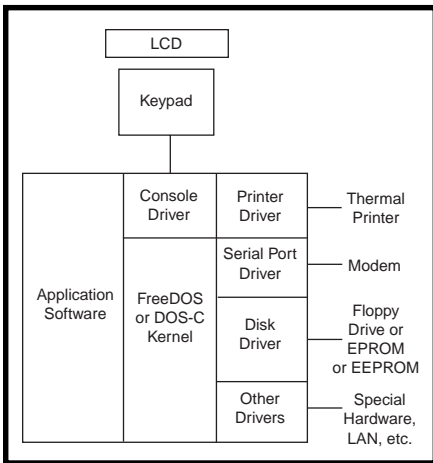 LCD
Keypad
Console
Driver
Printer
Driver
Thermal
Printer
Serial Port
Driver
Modem
Application
Software
FreeDOS
or DOS-C
Kernel
Disk
Driver
Floppy
Drive or
EPROM
or EEPROM
Other
Drivers
Special
Hardware,
LAN, etc.